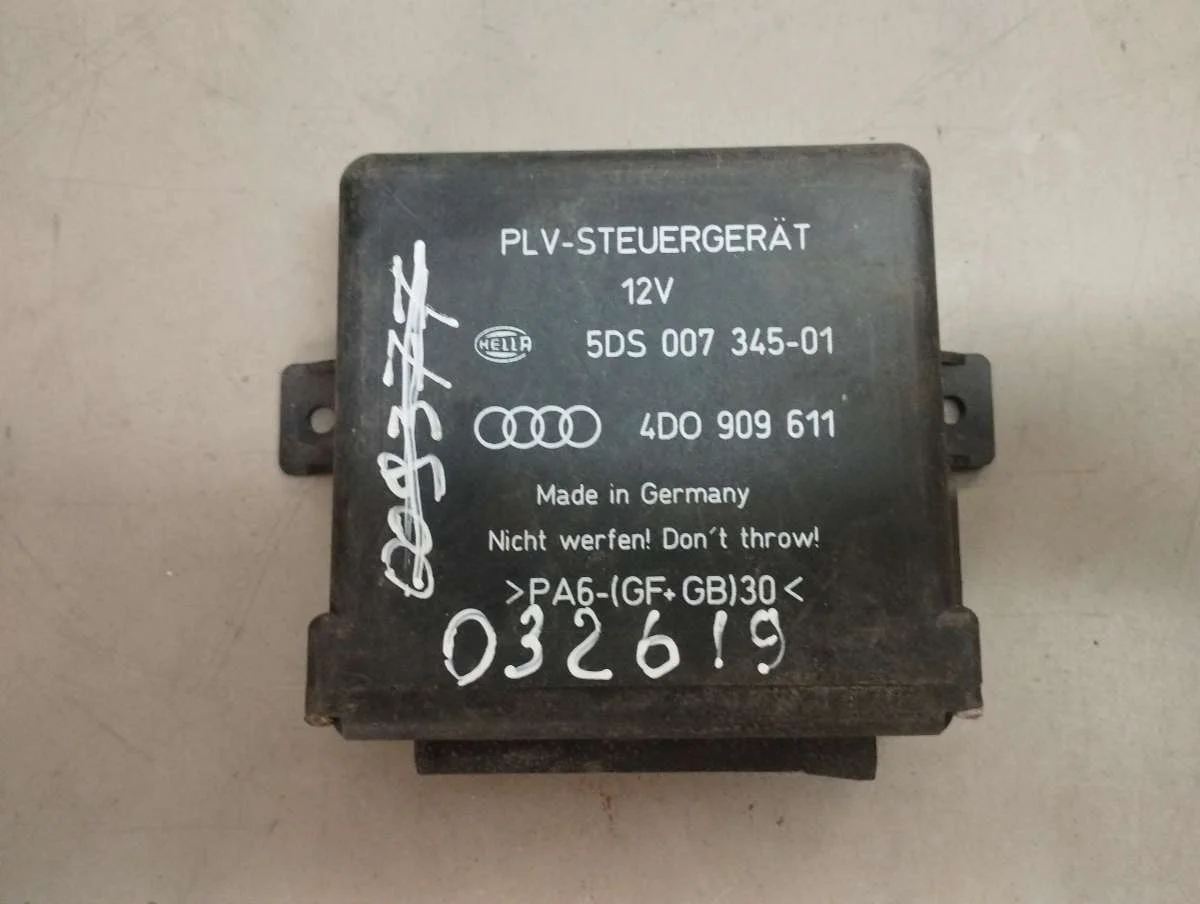 PLV-STEUERGERÄT
12V
HELLA 5DS 007 345-01
4D0 909 611
Made in Germany
Nicht werfen! Don't throw!
>PA6-(GF+GB)30<
032619